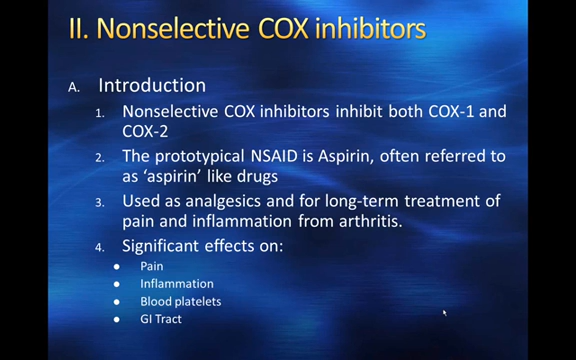 II. Nonselective COX inhibitors
A. Introduction
1. Nonselective COX inhibitors inhibit both COX-1 and
COX-2
2. The prototypical NSAID is Aspirin, often referred to
as ‘aspirin’ like drugs
3. Used as analgesics and for long-term treatment of
pain and inflammation from arthritis.
4. Significant effects on:
● Pain
● Inflammation
● Blood platelets
● GI Tract